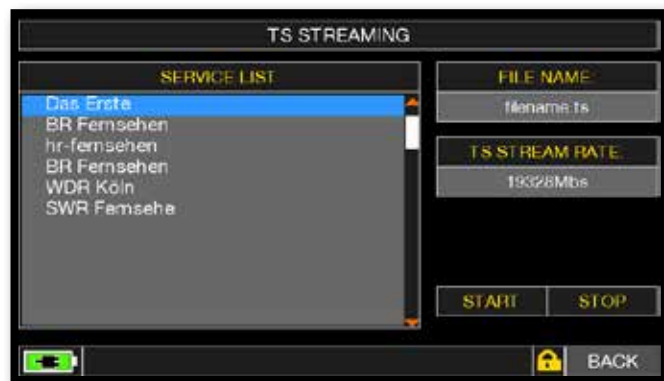 TS STREAMING
SERVICE LIST
Das Erste
BR Fernsehen
hr-fernsehen
BR Fernsehen
WDR Köln
SWR Fernsehe
FILE NAME:
filename.ts
TS STREAM RATE:
19328Mbs
START
STOP
BACK